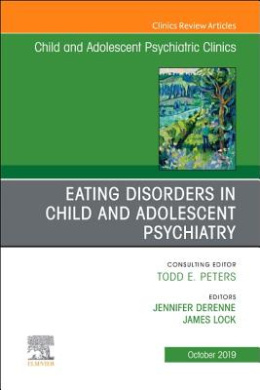 Clinics Review Articles
Child and Adolescent Psychiatric Clinics
EATING DISORDERS IN
CHILD AND ADOLESCENT
PSYCHIATRY
CONSULTING EDITOR
TODD E. PETERS
EDITORS
JENNIFER DERENNE
JAMES LOCK
ELSEVIER
October 2019